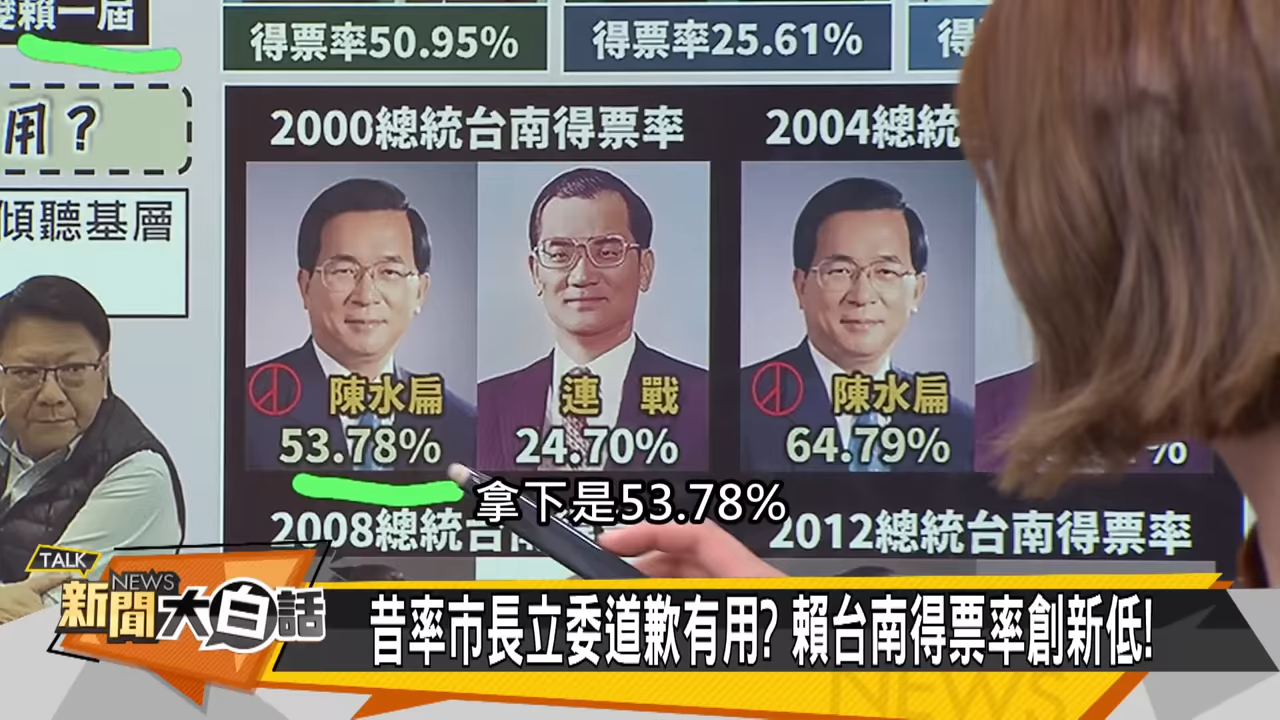 賴一屆
得票率50.95%
得票率25.61%
得
用？
2000總統台南得票率
2004總統
傾聽基層
陳水扁
53.78%
連 戰
24.70%
陳水扁
64.79%
%
拿下是53.78%
2008總統台
2012總統台南得票率
TALK
NEWS
新聞大白話
昔率市長立委道歉有用? 賴台南得票率創新低!
NEWS